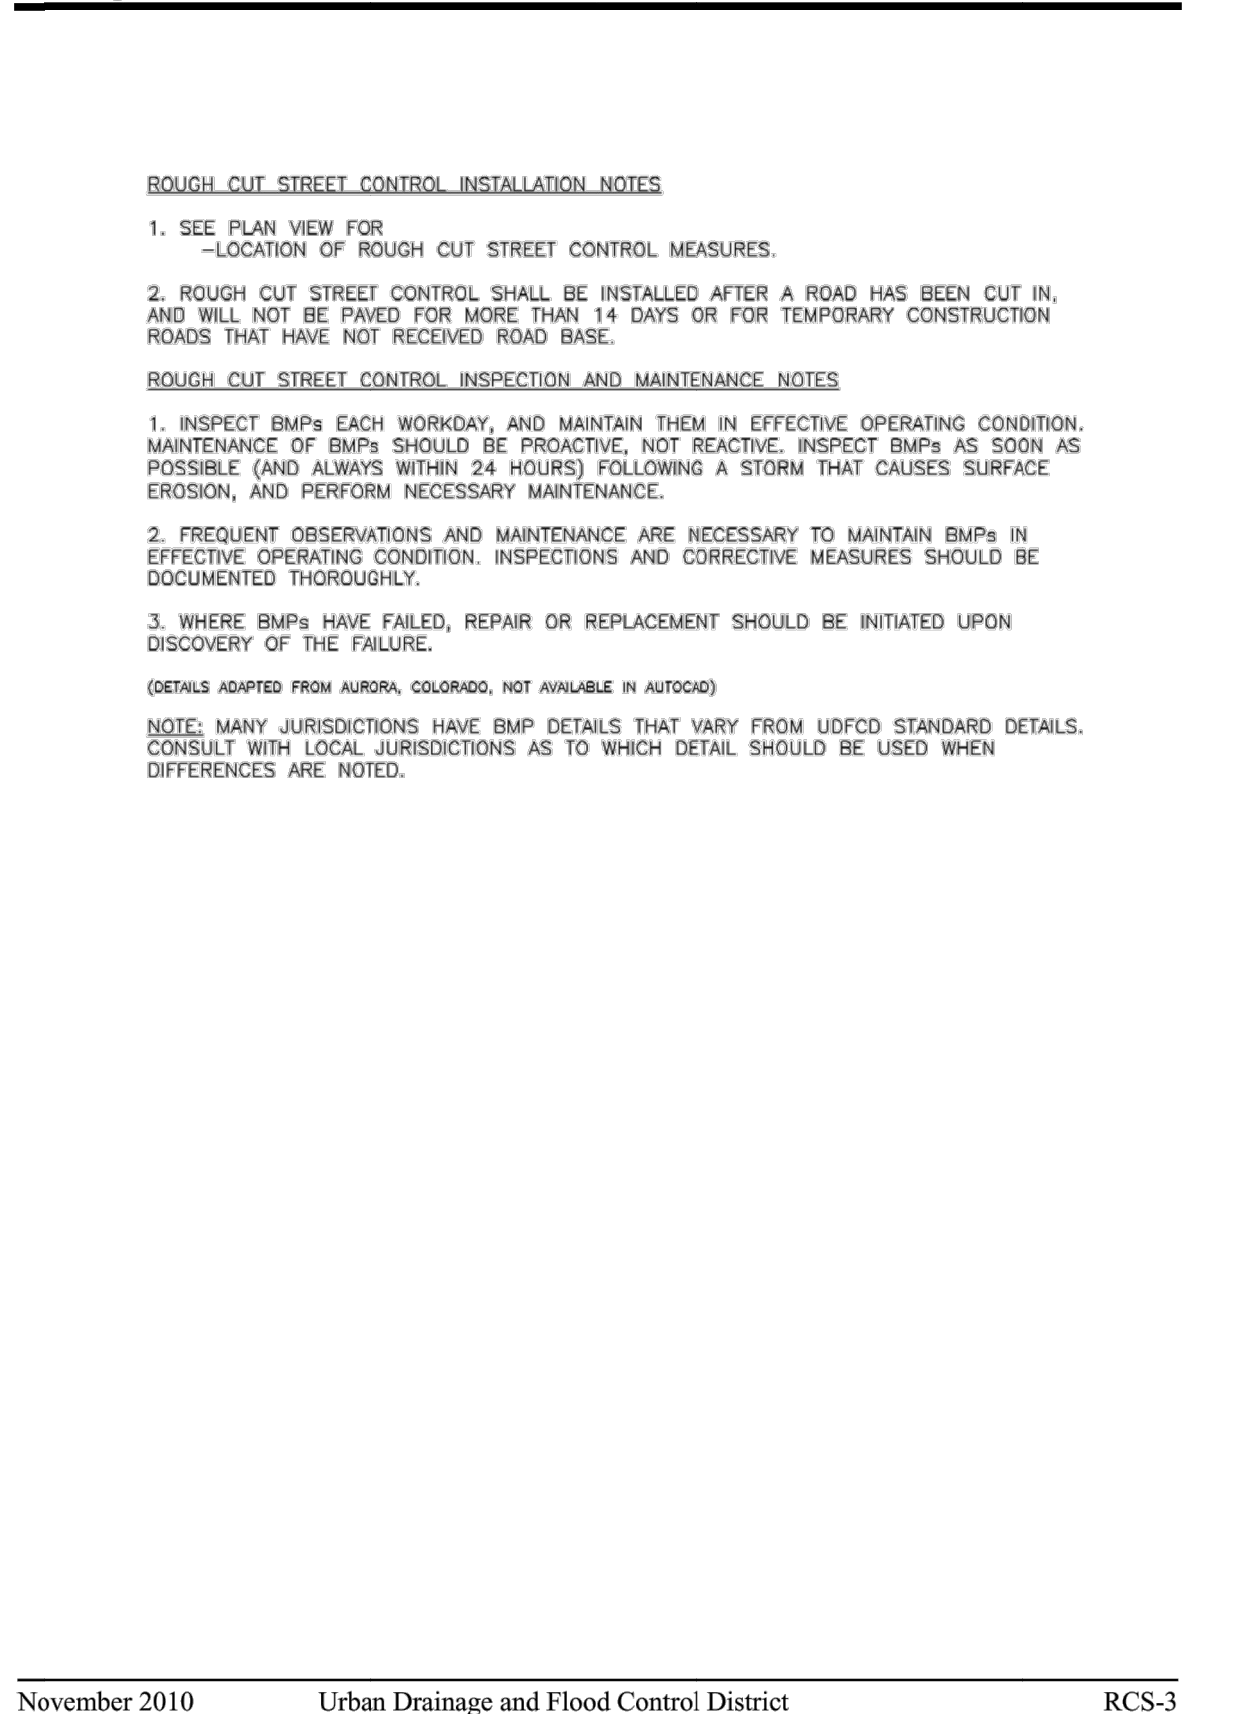 ROUGH CUT STREET CONTROL INSTALLATION NOTES
1. SEE PLAN VIEW FOR
–LOCATION OF ROUGH CUT STREET CONTROL MEASURES.
2. ROUGH CUT STREET CONTROL SHALL BE INSTALLED AFTER A ROAD HAS BEEN CUT IN,
AND WILL NOT BE PAVED FOR MORE THAN 14 DAYS OR FOR TEMPORARY CONSTRUCTION
ROADS THAT HAVE NOT RECEIVED ROAD BASE.
ROUGH CUT STREET CONTROL INSPECTION AND MAINTENANCE NOTES
1. INSPECT BMPs EACH WORKDAY, AND MAINTAIN THEM IN EFFECTIVE OPERATING CONDITION.
MAINTENANCE OF BMPs SHOULD BE PROACTIVE, NOT REACTIVE. INSPECT BMPs AS SOON AS
POSSIBLE (AND ALWAYS WITHIN 24 HOURS) FOLLOWING A STORM THAT CAUSES SURFACE
EROSION, AND PERFORM NECESSARY MAINTENANCE.
2. FREQUENT OBSERVATIONS AND MAINTENANCE ARE NECESSARY TO MAINTAIN BMPs IN
EFFECTIVE OPERATING CONDITION. INSPECTIONS AND CORRECTIVE MEASURES SHOULD BE
DOCUMENTED THOROUGHLY.
3. WHERE BMPs HAVE FAILED, REPAIR OR REPLACEMENT SHOULD BE INITIATED UPON
DISCOVERY OF THE FAILURE.
(DETAILS ADAPTED FROM AURORA, COLORADO, NOT AVAILABLE IN AUTOCAD)
NOTE: MANY JURISDICTIONS HAVE BMP DETAILS THAT VARY FROM UDFCD STANDARD DETAILS.
CONSULT WITH LOCAL JURISDICTIONS AS TO WHICH DETAIL SHOULD BE USED WHEN
DIFFERENCES ARE NOTED.
November 2010 Urban Drainage and Flood Control District RCS-3